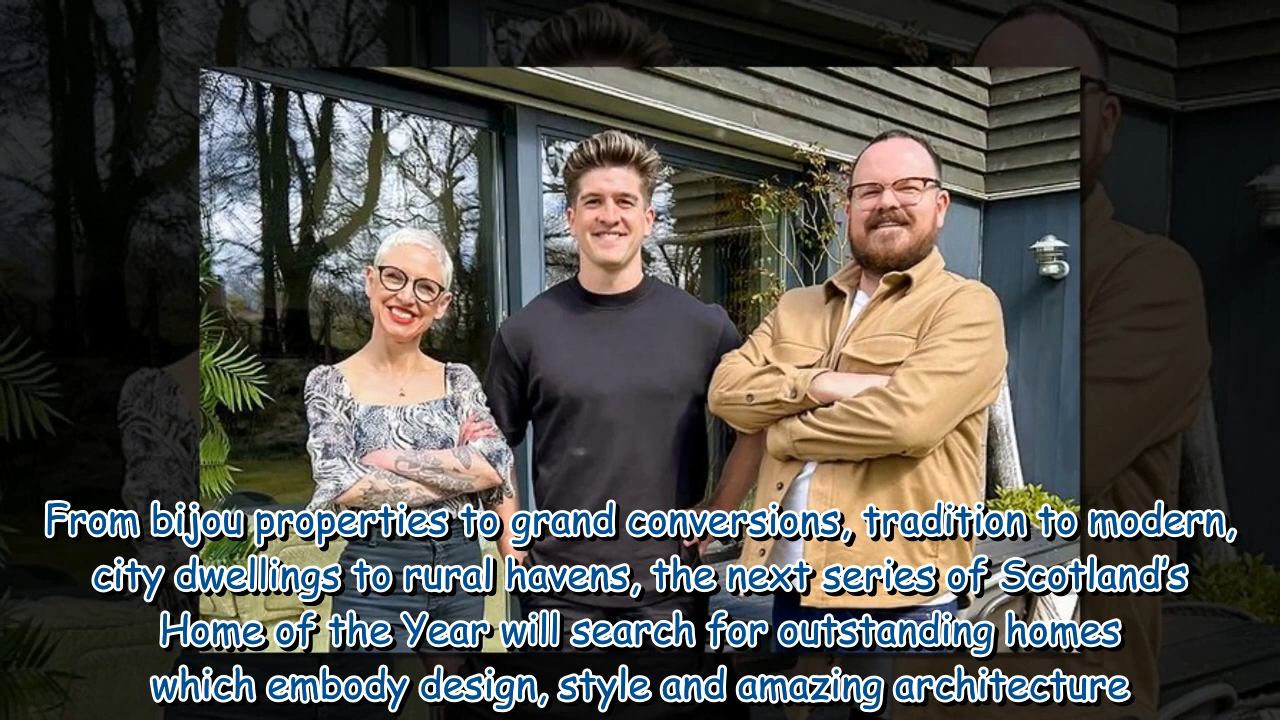 From bijou properties to grand conversions, tradition to modern,
city dwellings to rural havens, the next series of Scotland’s
Home of the Year will search for outstanding homes
which embody design, style and amazing architecture